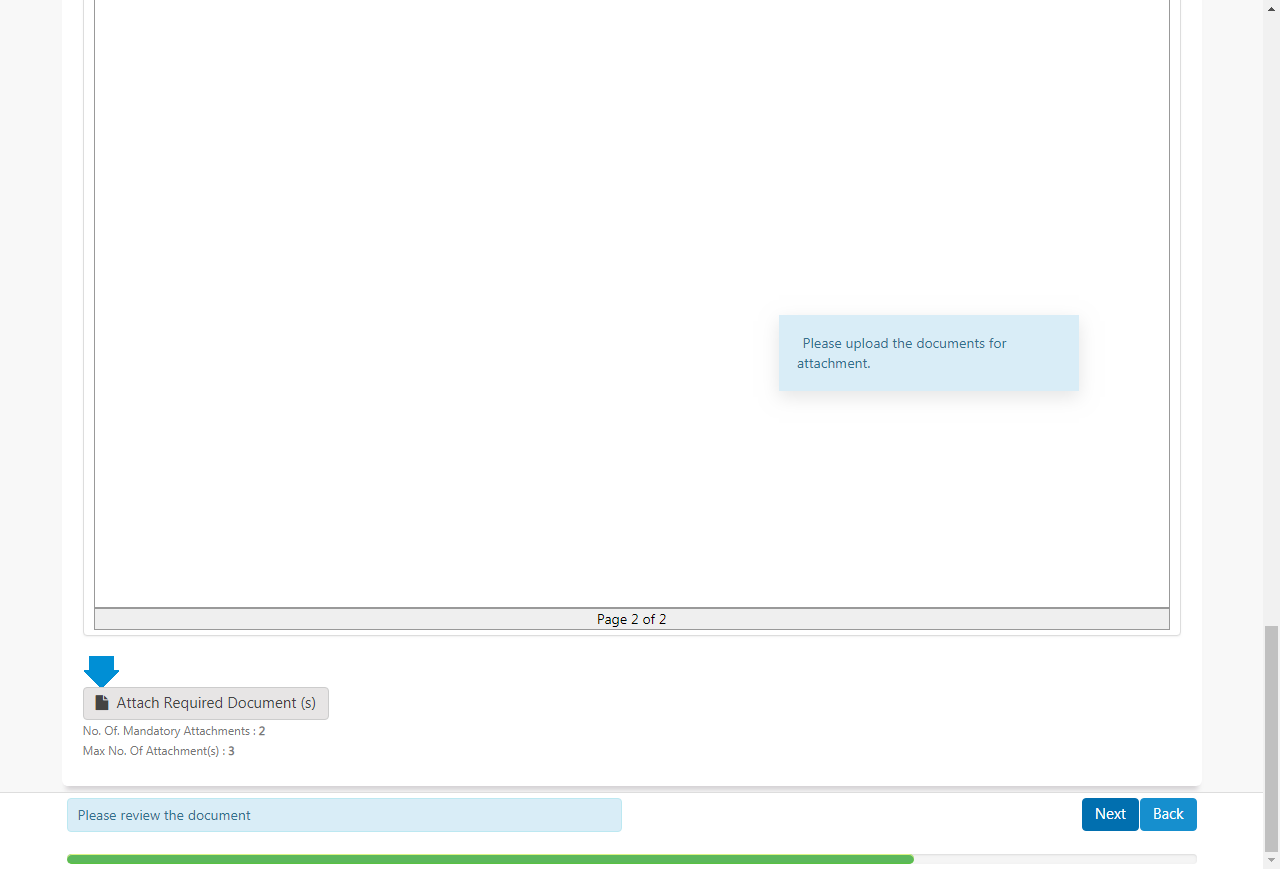 Please upload the documents for
attachment.
Page 2 of 2
Attach Required Document (s)
No. Of. Mandatory Attachments : 2
Max No. Of Attachment(s) : 3
Please review the document
Next
Back